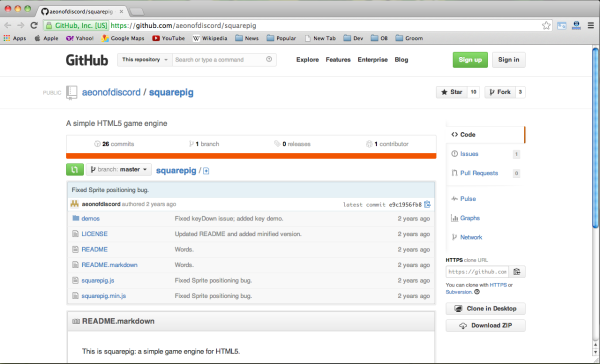 aeonofdiscord/squarepig
GitHub, Inc. [US] https://github.com/aeonofdiscord/squarepig
Apps Apple Yahoo! Google Maps YouTube Wikipedia News Popular New Tab Dev OB Groom
GitHub This repository Search or type a command Explore Features Enterprise Blog Sign up Sign in
PUBLIC aeonofdiscord / squarepig Star 10 Fork 3
A simple HTML5 game engine
26 commits 1 branch 0 releases 1 contributor
branch: master squarepig /
Fixed Sprite positioning bug.
aeonofdiscord authored 2 years ago latest commit e9c1956fb8
demos Fixed keyDown issue; added key demo. 2 years ago
LICENSE Updated README and added minified version. 2 years ago
README Words. 2 years ago
README.markdown Words. 2 years ago
squarepig.js Fixed Sprite positioning bug. 2 years ago
squarepig.min.js Fixed Sprite positioning bug. 2 years ago
README.markdown
This is squarepig: a simple game engine for HTML5.
Code
Issues 1
Pull Requests 0
Pulse
Graphs
Network
HTTPS clone URL
https://github.com
You can clone with HTTPS or
Subversion.
Clone in Desktop
Download ZIP